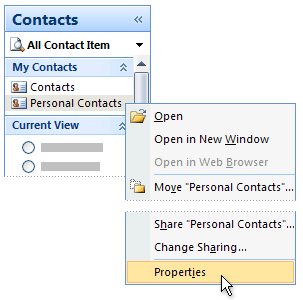 Contacts
All Contact Item
My Contacts
Contacts
Personal Contacts
Current View
Open
Open in New Window
Open in Web Browser
Move "Personal Contacts"...
Share "Personal Contacts"...
Change Sharing...
Properties